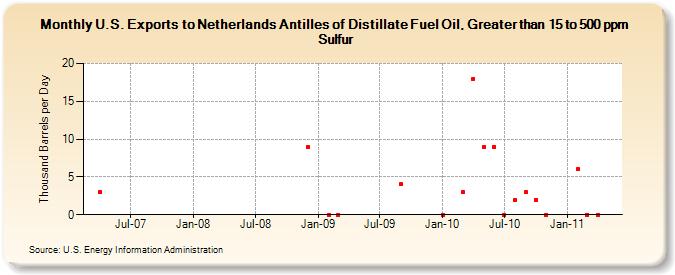 Monthly U.S. Exports to Netherlands Antilles of Distillate Fuel Oil, Greater than 15 to 500 ppm
Sulfur
Thousand Barrels per Day
20
15
10
5
0
Jul-07
Jan-08
Jul-08
Jan-09
Jul-09
Jan-10
Jul-10
Jan-11
Source: U.S. Energy Information Administration